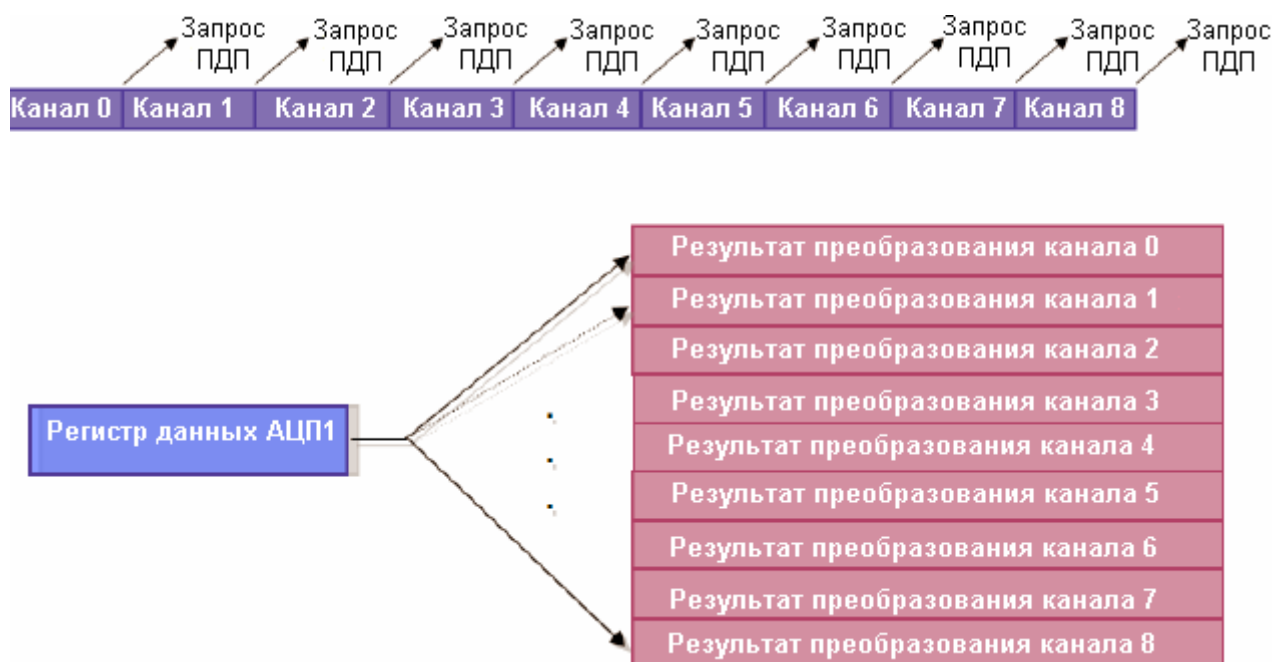 Запрос ПДП
Запрос ПДП
Запрос ПДП
Запрос ПДП
Запрос ПДП
Запрос ПДП
Запрос ПДП
Запрос ПДП
Запрос ПДП
Канал 0
Канал 1
Канал 2
Канал 3
Канал 4
Канал 5
Канал 6
Канал 7
Канал 8
Регистр данных АЦП1
Результат преобразования канала 0
Результат преобразования канала 1
Результат преобразования канала 2
Результат преобразования канала 3
Результат преобразования канала 4
Результат преобразования канала 5
Результат преобразования канала 6
Результат преобразования канала 7
Результат преобразования канала 8